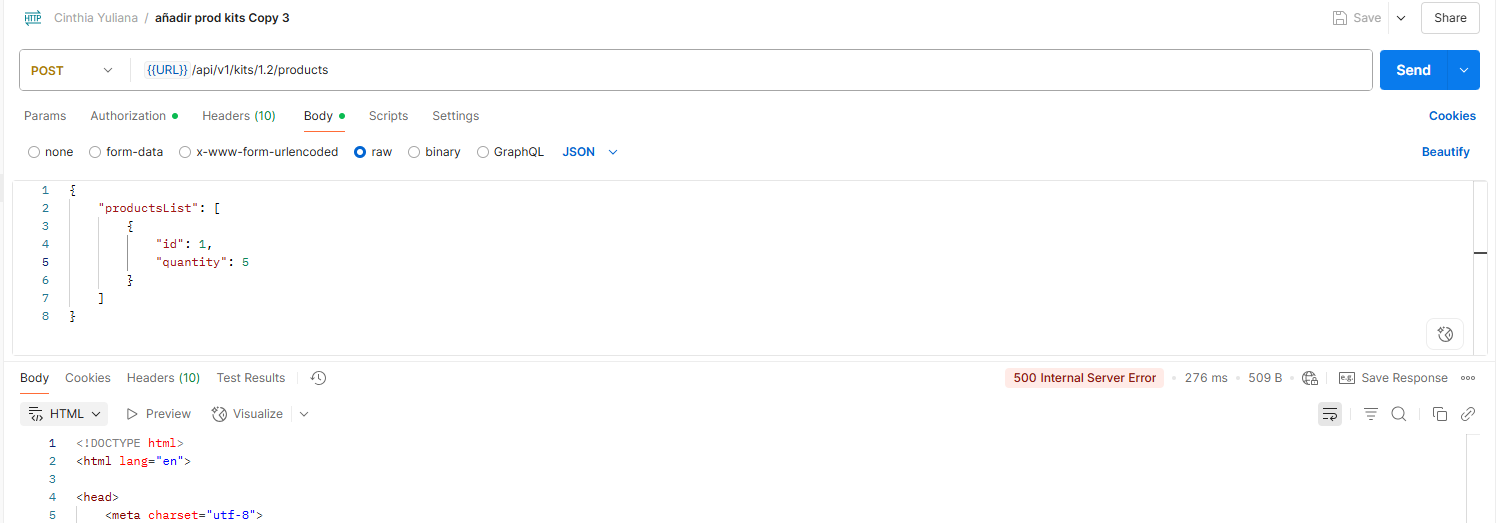 HTTP Cinthia Yuliana / añadir prod kits Copy 3 Save Share
POST {{URL}} /api/v1/kits/1.2/products Send
Params Authorization Headers (10) Body Scripts Settings Cookies
none form-data x-www-form-urlencoded raw binary GraphQL JSON Beautify
1 {
2 "productsList": [
3 {
4 "id": 1,
5 "quantity": 5
6 }
7 ]
8 }
Body Cookies Headers (10) Test Results 500 Internal Server Error • 276 ms • 509 B • e.g. Save Response
HTML Preview Visualize
1 <!DOCTYPE html>
2 <html lang="en">
3
4 <head>
5 <meta charset="utf-8">